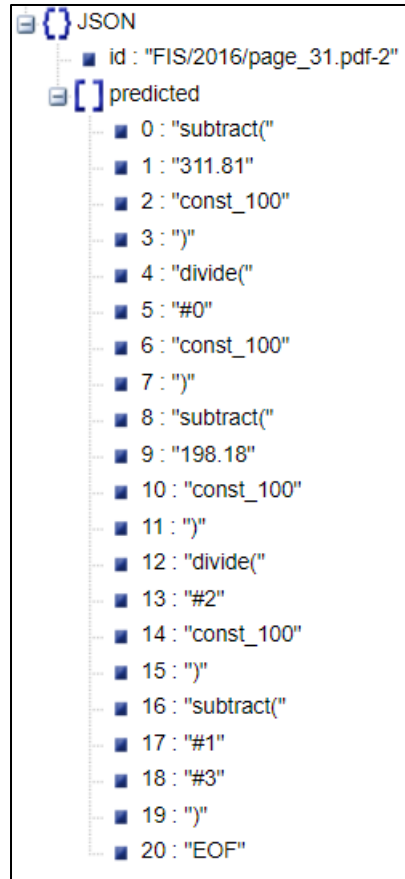 {} JSON
id : "FIS/2016/page_31.pdf-2"
[] predicted
0 : "subtract("
1 : "311.81"
2 : "const_100"
3 : ")"
4 : "divide("
5 : "#0"
6 : "const_100"
7 : ")"
8 : "subtract("
9 : "198.18"
10 : "const_100"
11 : ")"
12 : "divide("
13 : "#2"
14 : "const_100"
15 : ")"
16 : "subtract("
17 : "#1"
18 : "#3"
19 : ")"
20 : "EOF"